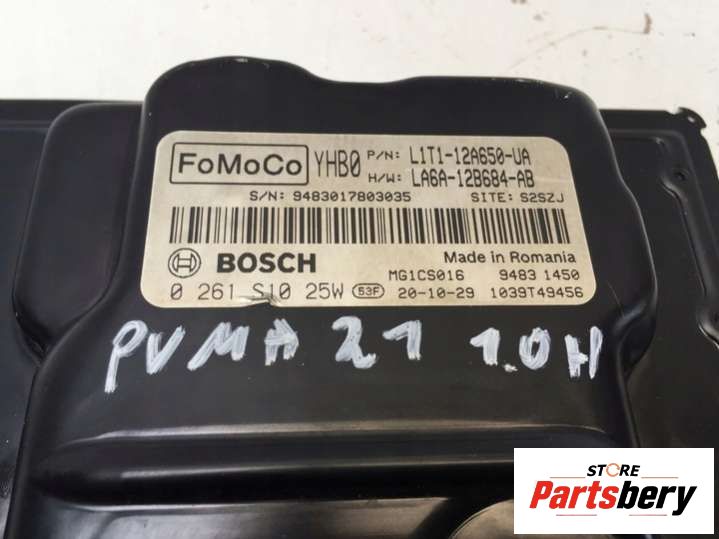 FoMoCo YHB0 P/N: L1T1-12A650-UA
H/W: LA6A-12B684-AB
S/N: 9483017803035 SITE: S2SZJ
BOSCH Made in Romania
MG1CS016 9483 1450
0 261 S10 25W 53F 20-10-29 1039T49456
PVMA 21 1.0H
STORE
Partsbery